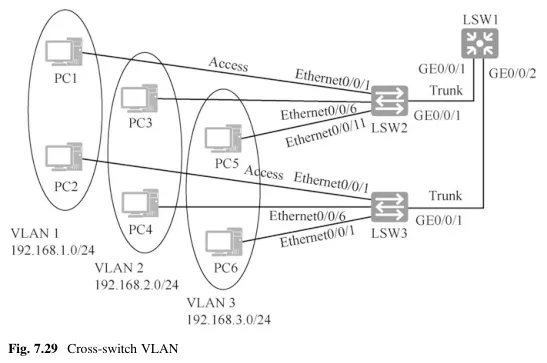 LSW1
PC1
Access
Ethernet0/0/1
GE0/0/1
GE0/0/2
Trunk
PC3
Ethernet0/0/6
GE0/0/1
Ethernet0/0/11
LSW2
PC5
PC2
Access
Ethernet0/0/1
Trunk
PC4
Ethernet0/0/6
GE0/0/1
Ethernet0/0/1
LSW3
VLAN 1
192.168.1.0/24
PC6
VLAN 2
192.168.2.0/24
VLAN 3
192.168.3.0/24
Fig. 7.29 Cross-switch VLAN